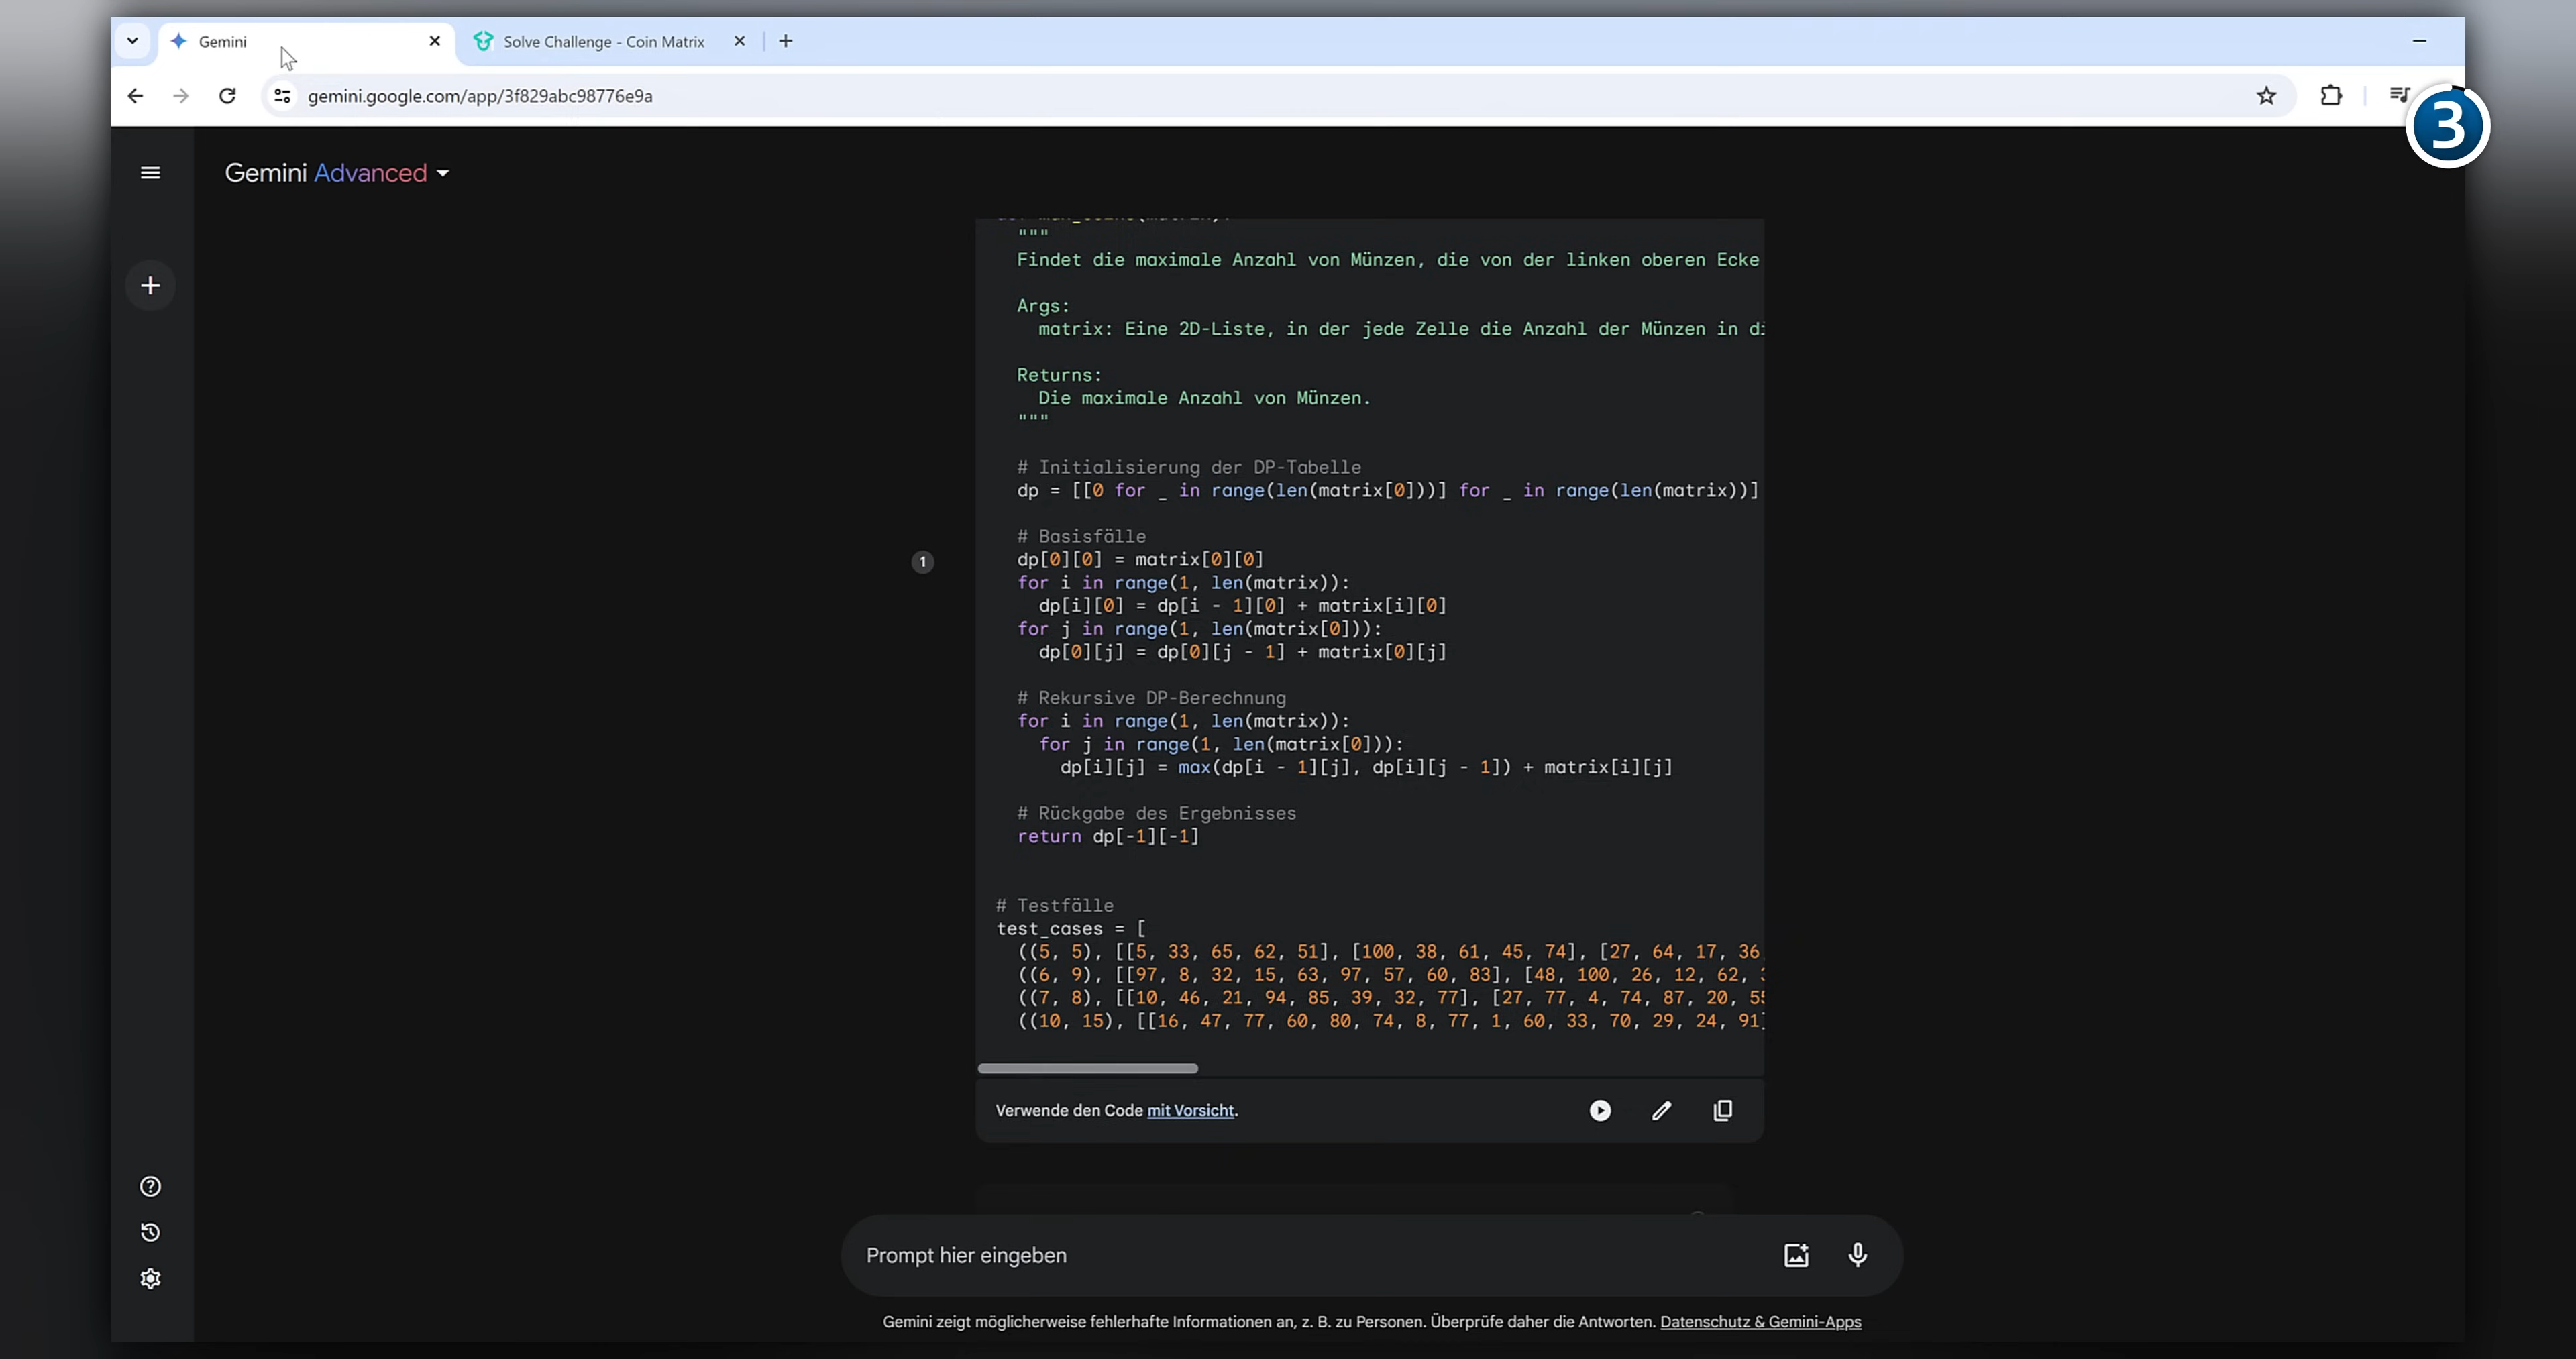 Gemini
Solve Challenge - Coin Matrix
gemini.google.com/app/3f829abc98776e9a
3
Gemini Advanced
"""
Findet die maximale Anzahl von Münzen, die von der linken oberen Ecke
Args:
matrix: Eine 2D-Liste, in der jede Zelle die Anzahl der Münzen in di
Returns:
Die maximale Anzahl von Münzen.
"""
# Initialisierung der DP-Tabelle
dp = [[0 for _ in range(len(matrix[0]))] for _ in range(len(matrix))]
# Basisfälle
1
dp[0][0] = matrix[0][0]
for i in range(1, len(matrix)):
dp[i][0] = dp[i - 1][0] + matrix[i][0]
for j in range(1, len(matrix[0])):
dp[0][j] = dp[0][j - 1] + matrix[0][j]
# Rekursive DP-Berechnung
for i in range(1, len(matrix)):
for j in range(1, len(matrix[0])):
dp[i][j] = max(dp[i - 1][j], dp[i][j - 1]) + matrix[i][j]
# Rückgabe des Ergebnisses
return dp[-1][-1]
# Testfälle
test_cases = [
((5, 5), [[5, 33, 65, 62, 51], [100, 38, 61, 45, 74], [27, 64, 17, 36
((6, 9), [[97, 8, 32, 15, 63, 97, 57, 60, 83], [48, 100, 26, 12, 62,
((7, 8), [[10, 46, 21, 94, 85, 39, 32, 77], [27, 77, 4, 74, 87, 20, 55
((10, 15), [[16, 47, 77, 60, 80, 74, 8, 77, 1, 60, 33, 70, 29, 24, 91]
Verwende den Code mit Vorsicht.
Prompt hier eingeben
Gemini zeigt möglicherweise fehlerhafte Informationen an, z. B. zu Personen. Überprüfe daher die Antworten. Datenschutz & Gemini-Apps